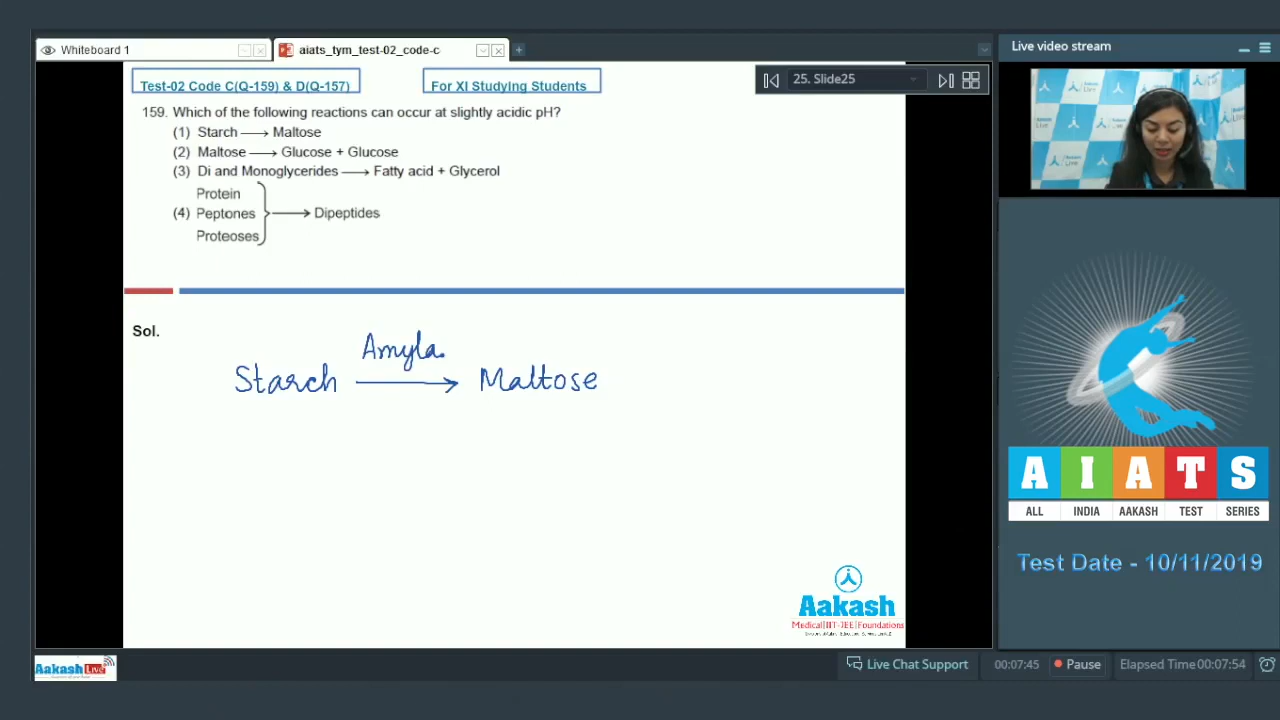 Whiteboard 1
aiats_tym_test-02_code-c
Live video stream
Test-02 Code C(Q-159) & D(Q-157)
For XI Studying Students
25. Slide25
159. Which of the following reactions can occur at slightly acidic pH?
(1) Starch ⟶ Maltose
(2) Maltose ⟶ Glucose + Glucose
(3) Di and Monoglycerides ⟶ Fatty acid + Glycerol
Protein
(4) Peptones ⟶ Dipeptides
Proteoses
Sol.
Amyla
Starch ⟶ Maltose
A I A T S
ALL INDIA AAKASH TEST SERIES
Test Date - 10/11/2019
Aakash
Medical|IIT-JEE|Foundations
Aakash Live
Live Chat Support
00:07:45
Pause
Elapsed Time 00:07:54